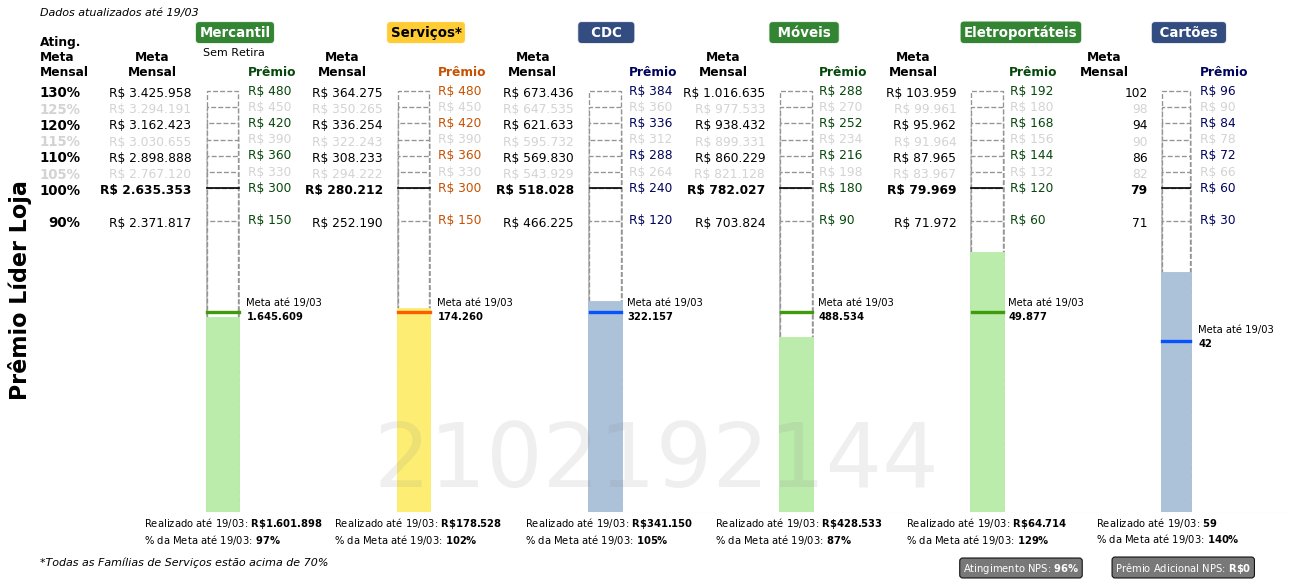 Dados atualizados até 19/03
Mercantil Serviços* CDC Móveis Eletroportáteis Cartões
Sem Retira
Ating. Meta Mensal Meta Mensal Prêmio Meta Mensal Prêmio Meta Mensal Prêmio Meta Mensal Prêmio Meta Mensal Prêmio Meta Mensal Prêmio
130% R$ 3.425.958 R$ 480 R$ 364.275 R$ 480 R$ 673.436 R$ 384 R$ 1.016.635 R$ 288 R$ 103.959 R$ 192 102 R$ 96
125% R$ 3.294.191 R$ 450 R$ 350.265 R$ 450 R$ 647.535 R$ 360 R$ 977.533 R$ 270 R$ 99.961 R$ 180 98 R$ 90
120% R$ 3.162.423 R$ 420 R$ 336.254 R$ 420 R$ 621.633 R$ 336 R$ 938.432 R$ 252 R$ 95.962 R$ 168 94 R$ 84
115% R$ 3.030.655 R$ 390 R$ 322.243 R$ 390 R$ 595.732 R$ 312 R$ 899.331 R$ 234 R$ 91.964 R$ 156 90 R$ 78
110% R$ 2.898.888 R$ 360 R$ 308.233 R$ 360 R$ 569.830 R$ 288 R$ 860.229 R$ 216 R$ 87.965 R$ 144 86 R$ 72
105% R$ 2.767.120 R$ 330 R$ 294.222 R$ 330 R$ 543.929 R$ 264 R$ 821.128 R$ 198 R$ 83.967 R$ 132 82 R$ 66
100% R$ 2.635.353 R$ 300 R$ 280.212 R$ 300 R$ 518.028 R$ 240 R$ 782.027 R$ 180 R$ 79.969 R$ 120 79 R$ 60
90% R$ 2.371.817 R$ 150 R$ 252.190 R$ 150 R$ 466.225 R$ 120 R$ 703.824 R$ 90 R$ 71.972 R$ 60 71 R$ 30
Prêmio Líder Loja
Meta até 19/03 Meta até 19/03 Meta até 19/03 Meta até 19/03 Meta até 19/03
1.645.609 174.260 322.157 488.534 49.877
Meta até 19/03
42
2102192144
Realizado até 19/03: R$1.601.898 Realizado até 19/03: R$178.528 Realizado até 19/03: R$341.150 Realizado até 19/03: R$428.533 Realizado até 19/03: R$64.714 Realizado até 19/03: 59
% da Meta até 19/03: 97% % da Meta até 19/03: 102% % da Meta até 19/03: 105% % da Meta até 19/03: 87% % da Meta até 19/03: 129% % da Meta até 19/03: 140%
*Todas as Famílias de Serviços estão acima de 70%
Atingimento NPS: 96% Prêmio Adicional NPS: R$0